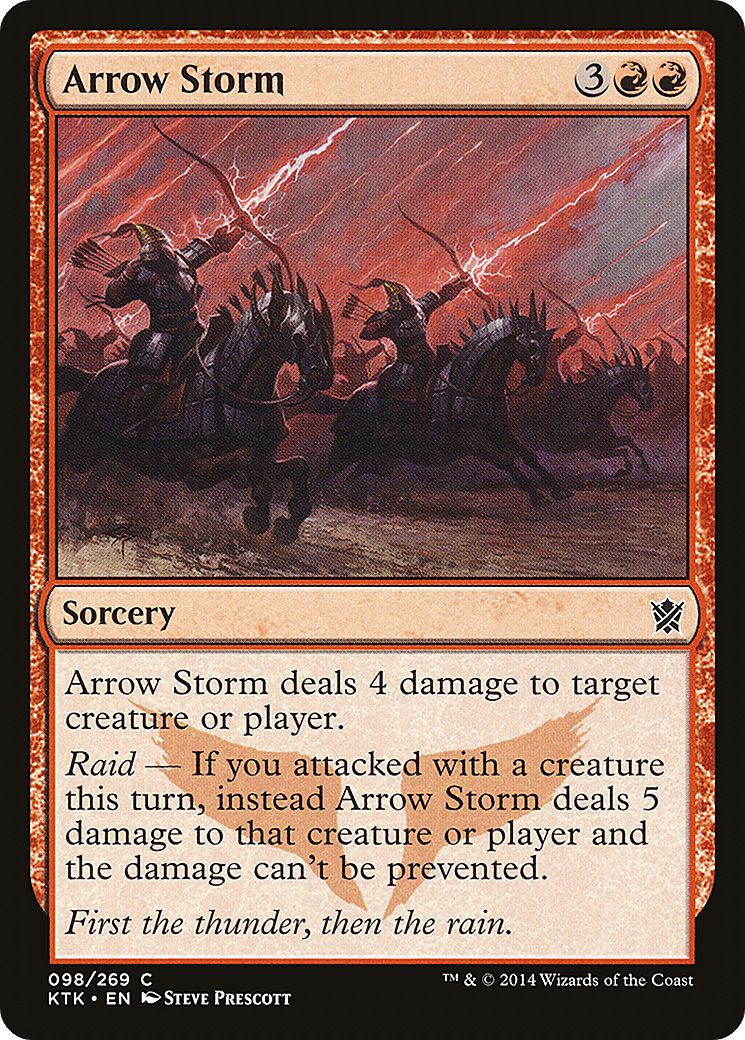 Arrow Storm 3
Sorcery
Arrow Storm deals 4 damage to target
creature or player.
Raid — If you attacked with a creature
this turn, instead Arrow Storm deals 5
damage to that creature or player and
the damage can't be prevented.
First the thunder, then the rain.
098/269 C
KTK • EN Steve Prescott
™ & © 2014 Wizards of the Coast